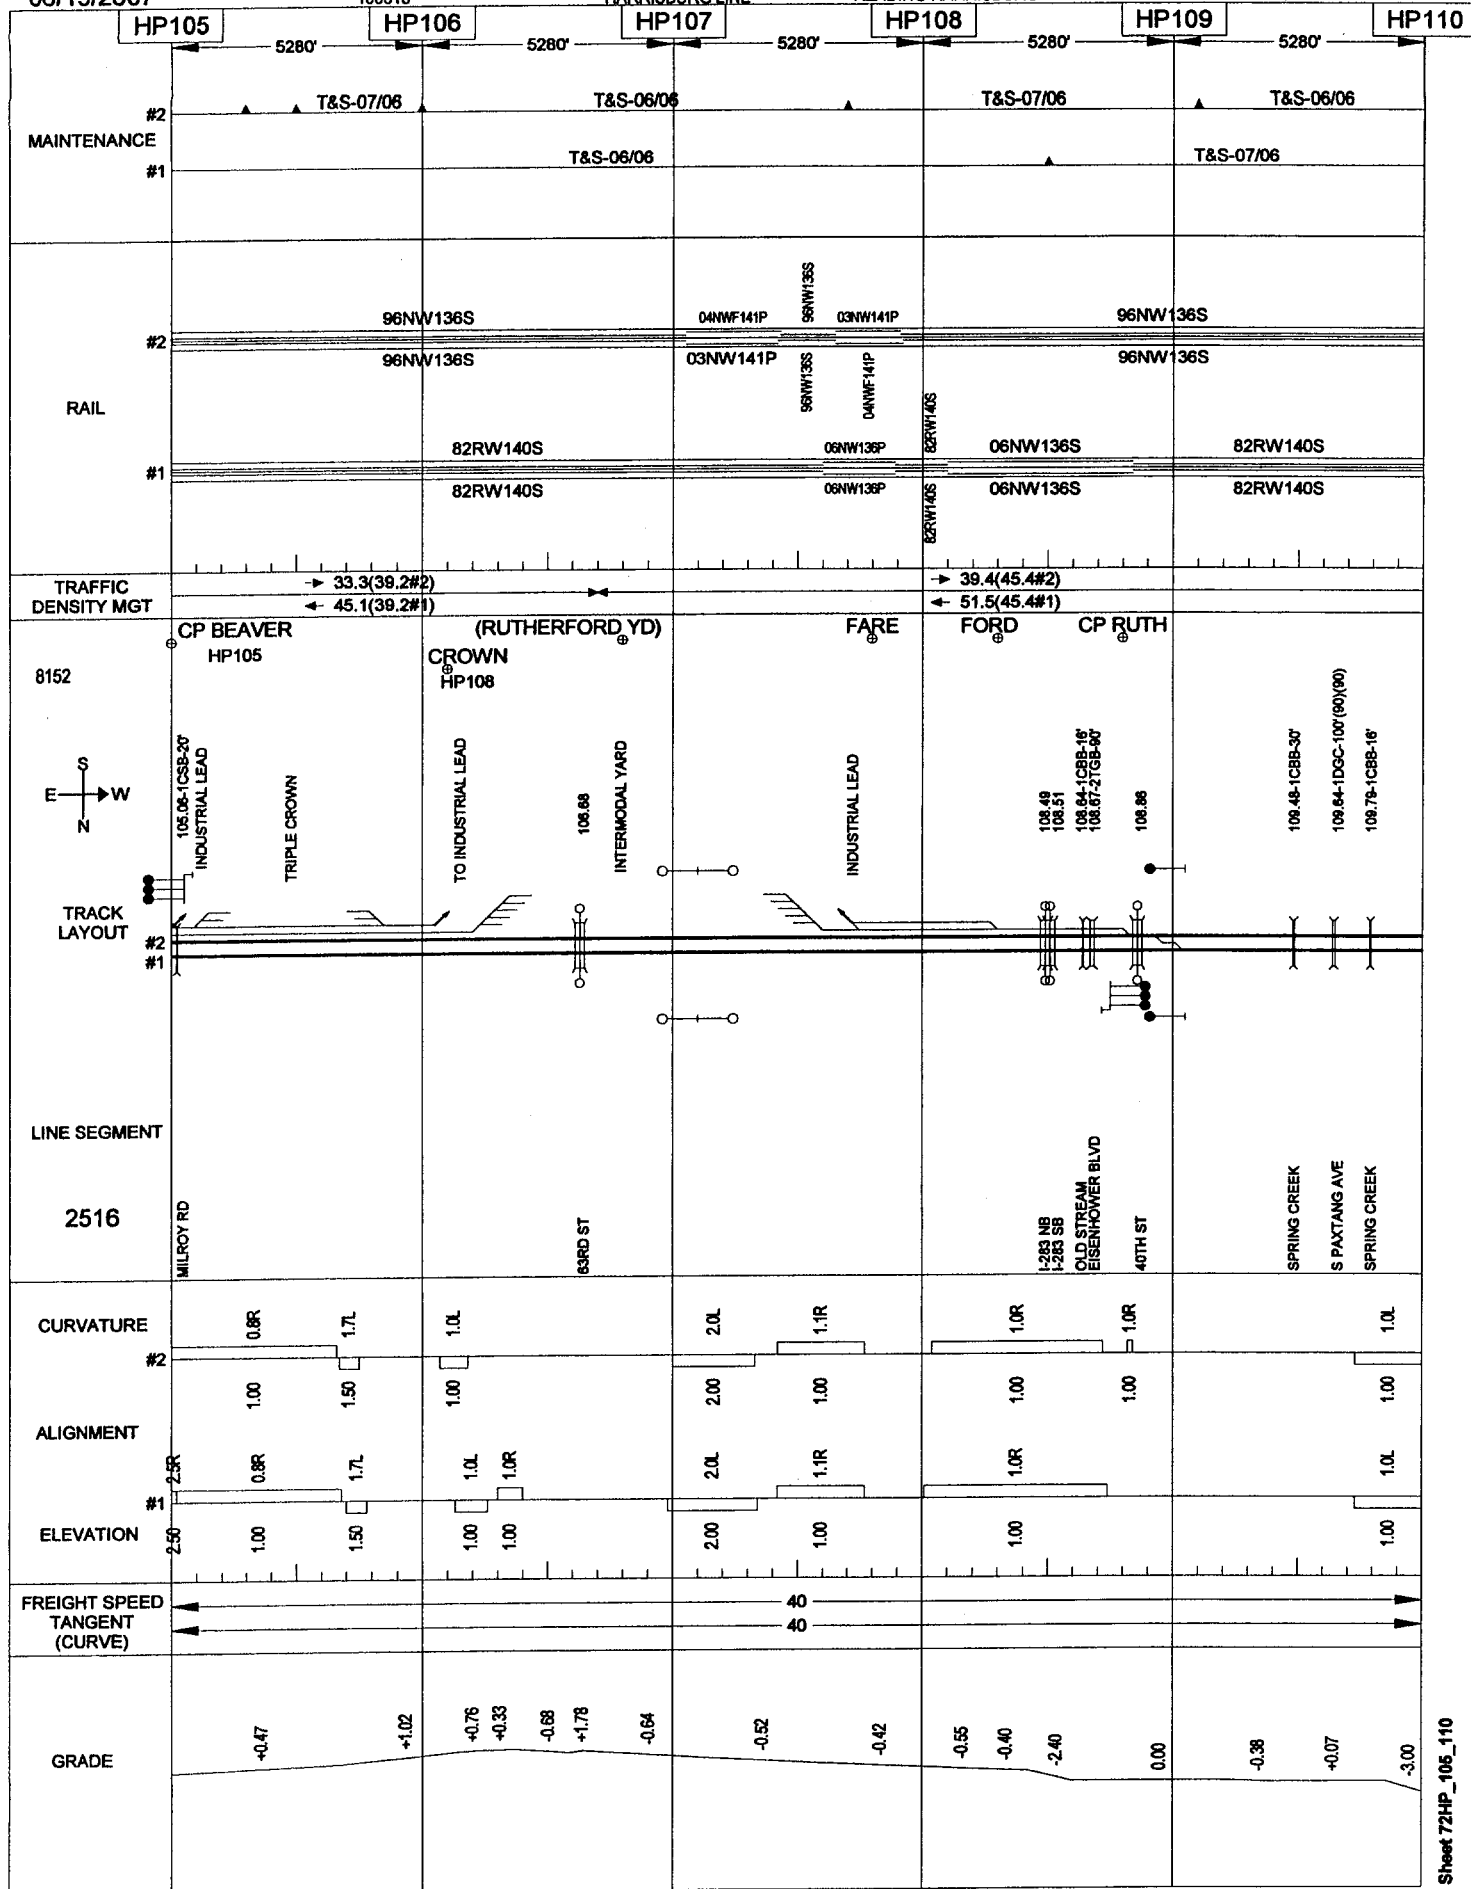 HP105 HP106 HP107 HP108 HP109 HP110
5280' 5280' 5280' 5280' 5280'
MAINTENANCE
#2 T&S-07/06 T&S-06/06 T&S-07/06 T&S-06/06
#1 T&S-06/06 T&S-07/06
RAIL
96NW136S 04NWF141P 96NW136S 03NW141P 96NW136S
#2
96NW136S 03NW141P 96NW136S 04NWF141P 96NW136S
82RW140S 06NW136P 82RW140S 06NW136S 82RW140S
#1
82RW140S 06NW136P 82RW140S 06NW136S 82RW140S
TRAFFIC
DENSITY MGT
33.3(39.2#2) 39.4(45.4#2)
45.1(39.2#1) 51.5(45.4#1)
CP BEAVER (RUTHERFORD YD) FARE FORD CP RUTH
HP105 CROWN
HP108
8152
S
E W
N
105.06-1CSB-20'
INDUSTRIAL LEAD
TRIPLE CROWN
TO INDUSTRIAL LEAD
106.68
INTERMODAL YARD
INDUSTRIAL LEAD
108.49
108.51
108.64-1CBB-16'
108.67-2TGB-90'
108.86
109.48-1CBB-30'
109.64-1DGC-100'(90)(90)
109.79-1CBB-16'
TRACK
LAYOUT
#2
#1
LINE SEGMENT
2516
MILROY RD
63RD ST
I-283 NB
I-283 SB
OLD STREAM
EISENHOWER BLVD
40TH ST
SPRING CREEK
S PAXTANG AVE
SPRING CREEK
CURVATURE
0.8R 1.7L 1.0L 2.0L 1.1R 1.0R 1.0R 1.0L
#2
1.00 1.50 1.00 2.00 1.00 1.00 1.00 1.00
ALIGNMENT
2.5R 0.8R 1.7L 1.0L 1.0R 2.0L 1.1R 1.0R 1.0L
#1
ELEVATION
2.50 1.00 1.50 1.00 1.00 2.00 1.00 1.00 1.00
FREIGHT SPEED
TANGENT
(CURVE)
40
40
GRADE
+0.47 +1.02 +0.76 +0.33 -0.68 +1.78 -0.64 -0.52 -0.42 -0.55 -0.40 -2.40 0.00 -0.38 +0.07 -3.00
Sheet 72HP_105_110